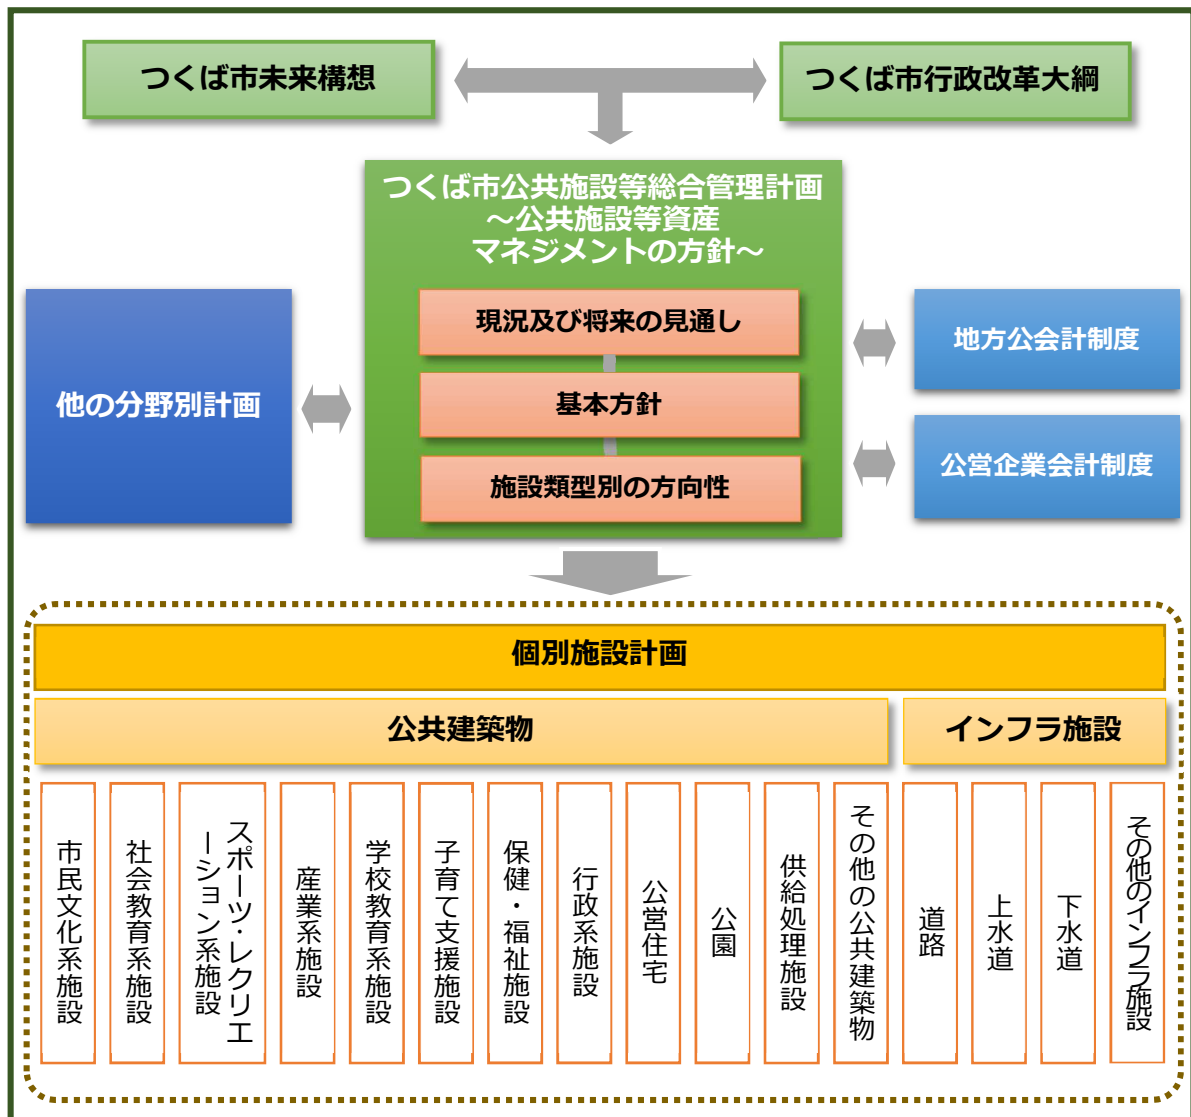 つくば市未来構想
つくば市行政改革大綱
つくば市公共施設等総合管理計画
～公共施設等資産
マネジメントの方針～
現況及び将来の見通し
基本方針
施設類型別の方向性
他の分野別計画
地方公会計制度
公営企業会計制度
個別施設計画
公共建築物
インフラ施設
市民文化系施設
社会教育系施設
スポーツ・レクリエ
ーション系施設
産業系施設
学校教育系施設
子育て支援施設
保健・福祉施設
行政系施設
公営住宅
公園
供給処理施設
その他の公共建築物
道路
上水道
下水道
その他のインフラ施設